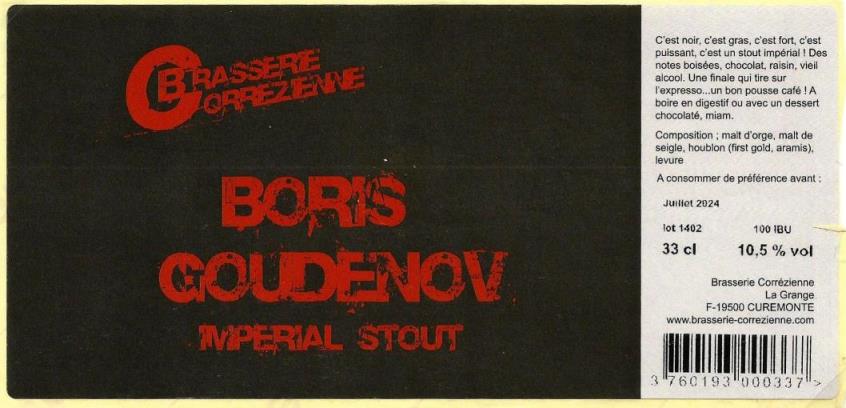 BRASSERIE
CORREZIENNE
BORIS
GOUDENOV
IMPERIAL STOUT
C'est noir, c'est gras, c'est fort, c'est
puissant, c'est un stout impérial ! Des
notes boisées, chocolat, raisin, vieil
alcool. Une finale qui tire sur
l'expresso...un bon pousse café ! A
boire en digestif ou avec un dessert
chocolaté, miam.
Composition ; malt d'orge, malt de
seigle, houblon (first gold, aramis),
levure
A consommer de préférence avant :
Juillet 2024
lot 1402 100 IBU
33 cl 10,5 % vol
Brasserie Corrézienne
La Grange
F-19500 CUREMONTE
www.brasserie-correzienne.com
3 760193 000337 >